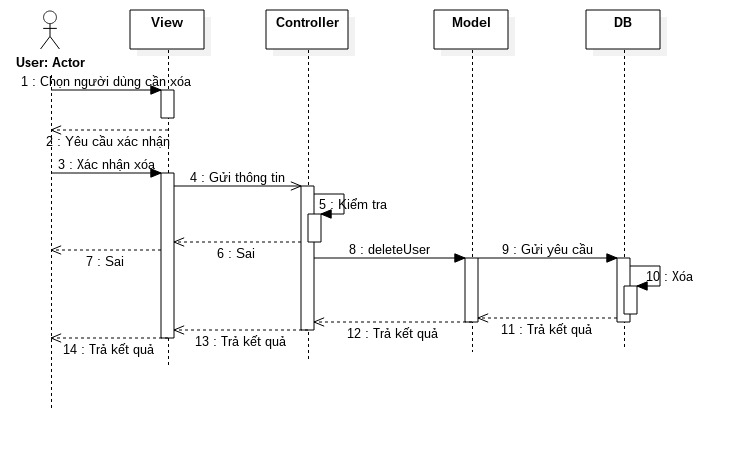 View
Controller
Model
DB
User: Actor
1 : Chọn người dùng cần xóa
2 : Yêu cầu xác nhận
3 : Xác nhận xóa
4 : Gửi thông tin
5 : Kiểm tra
6 : Sai
7 : Sai
8 : deleteUser
9 : Gửi yêu cầu
10 : Xóa
11 : Trả kết quả
12 : Trả kết quả
13 : Trả kết quả
14 : Trả kết quả